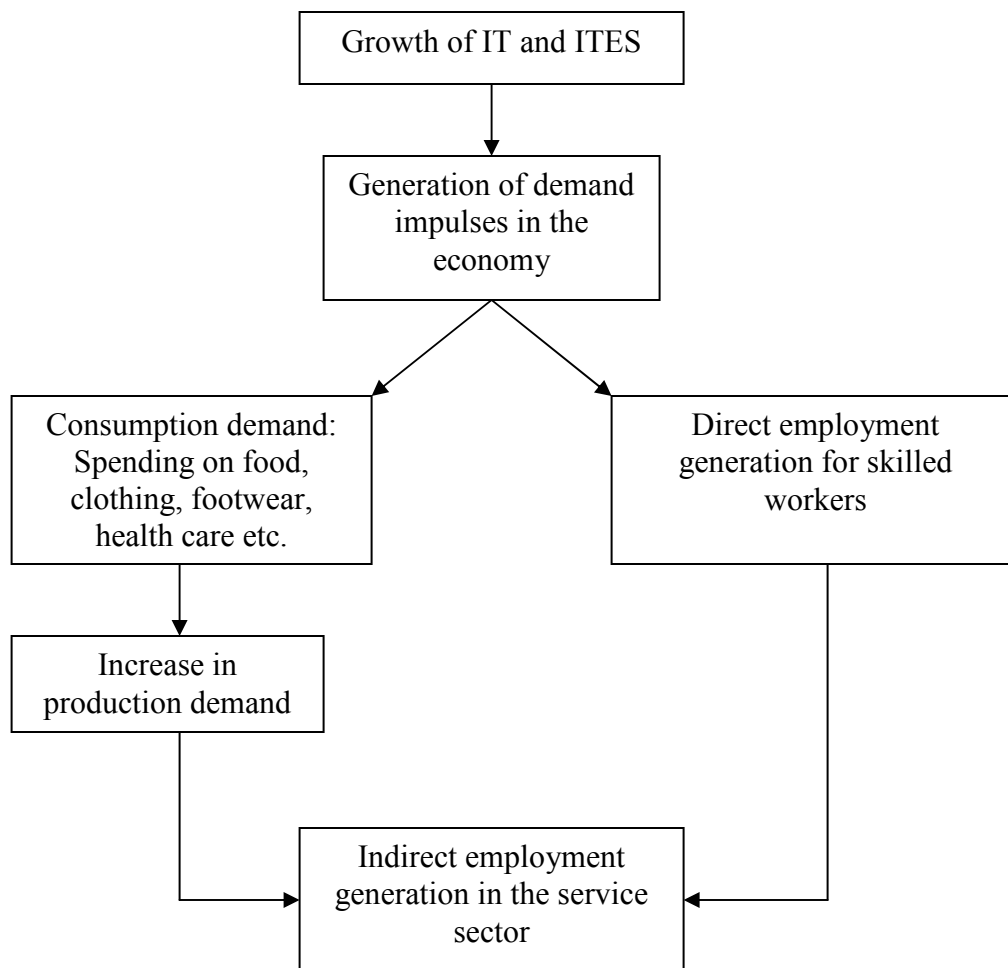 Growth of IT and ITES
Generation of demand
impulses in the
economy
Consumption demand:
Spending on food,
clothing, footwear,
health care etc.
Direct employment
generation for skilled
workers
Increase in
production demand
Indirect employment
generation in the service
sector